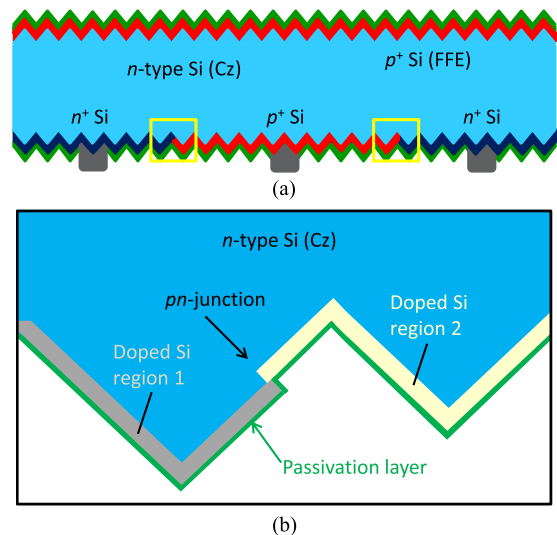 n-type Si (Cz)
p⁺ Si (FFE)
n⁺ Si
p⁺ Si
n⁺ Si
(a)
n-type Si (Cz)
pn-junction
Doped Si
region 1
Doped Si
region 2
Passivation layer
(b)